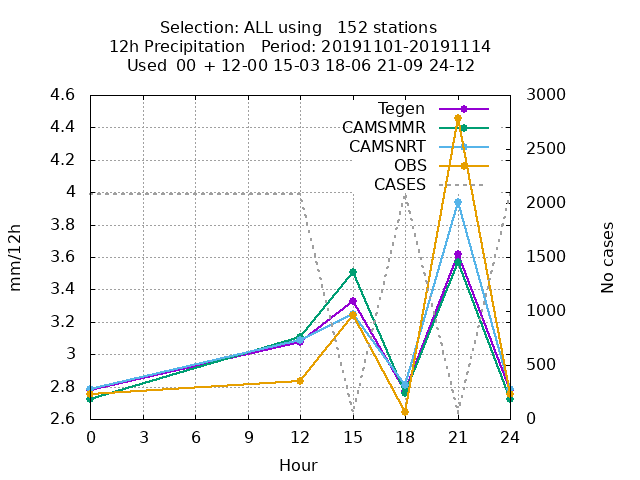 Selection: ALL using   152 stations
12h Precipitation   Period: 20191101-20191114
Used  00 + 12-00 15-03 18-06 21-09 24-12
4.6
4.4
4.2
4
3.8
3.6
3.4
3.2
3
2.8
2.6
mm/12h
Tegen
CAMSMMR
CAMSNRT
OBS
CASES
3000
2500
2000
1500
1000
500
0
No cases
0 3 6 9 12 15 18 21 24
Hour